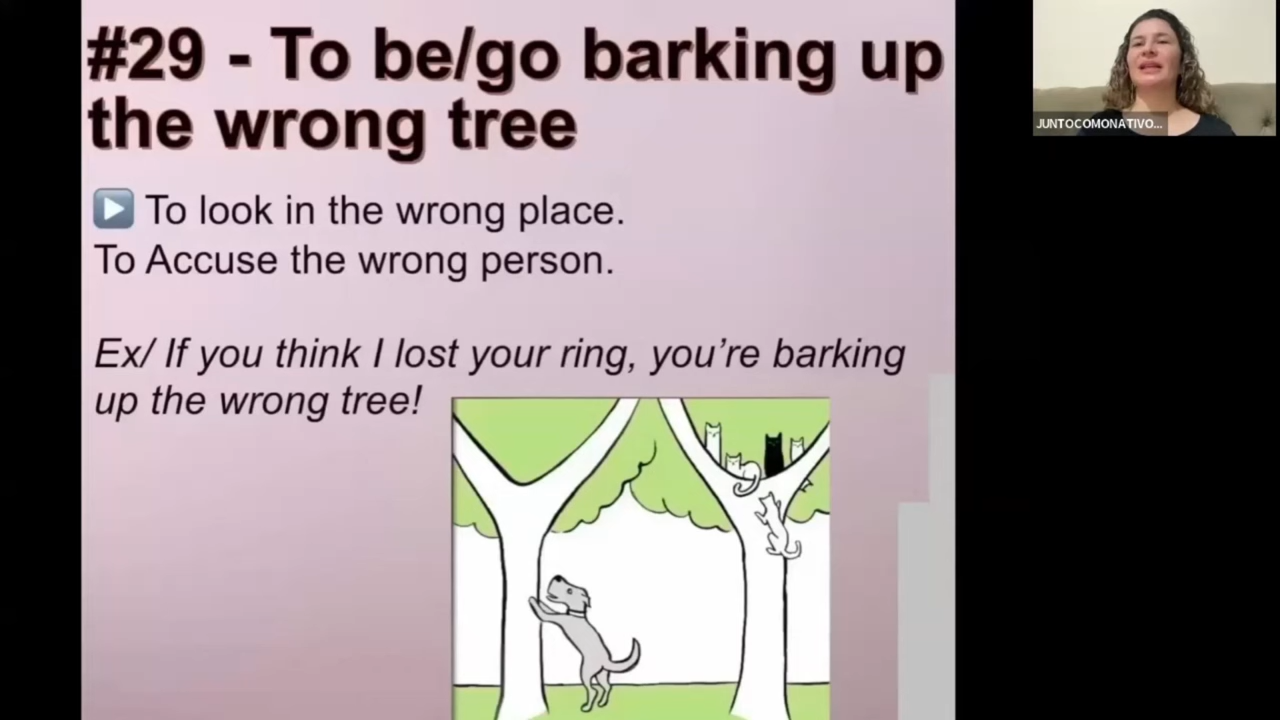 #29 - To be/go barking up
the wrong tree
▶ To look in the wrong place.
To Accuse the wrong person.
Ex/ If you think I lost your ring, you're barking
up the wrong tree!
JUNTOCOMONATIVO...